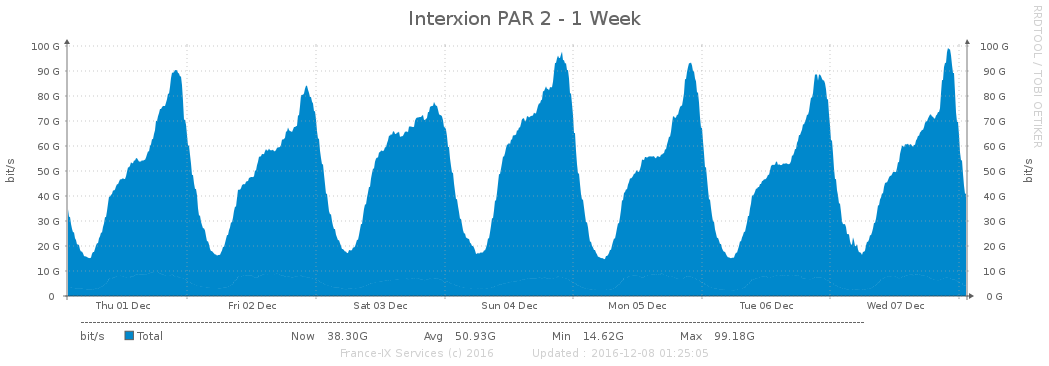 Interxion PAR 2 - 1 Week
RRDTOOL / TOBI OETIKER
100 G 100 G
90 G 90 G
80 G 80 G
70 G 70 G
60 G 60 G
50 G 50 G
40 G 40 G
30 G 30 G
20 G 20 G
10 G 10 G
0 0 G
bit/s bit/s
Thu 01 Dec Fri 02 Dec Sat 03 Dec Sun 04 Dec Mon 05 Dec Tue 06 Dec Wed 07 Dec
bit/s Total Now 38.30G Avg 50.93G Min 14.62G Max 99.18G
France-IX Services (c) 2016 Updated : 2016-12-08 01:25:05